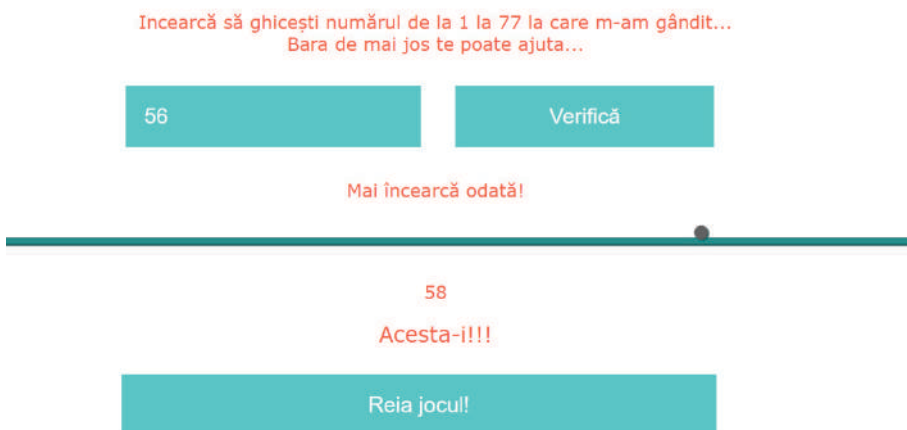 Incearcă să ghicești numărul de la 1 la 77 la care m-am gândit...
Bara de mai jos te poate ajuta...
56
Verifică
Mai încearcă odată!
58
Acesta-i!!!
Reia jocul!